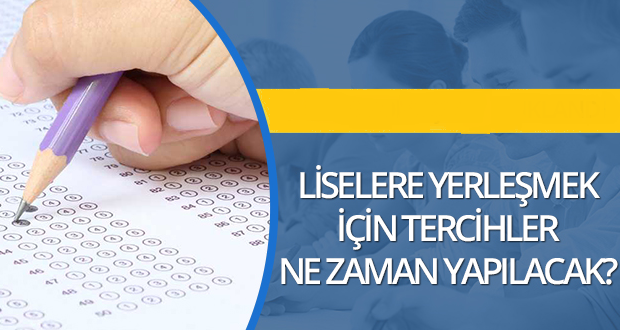 LİSELERE YERLEŞMEK
İÇİN TERCİHLER
NE ZAMAN YAPILACAK?